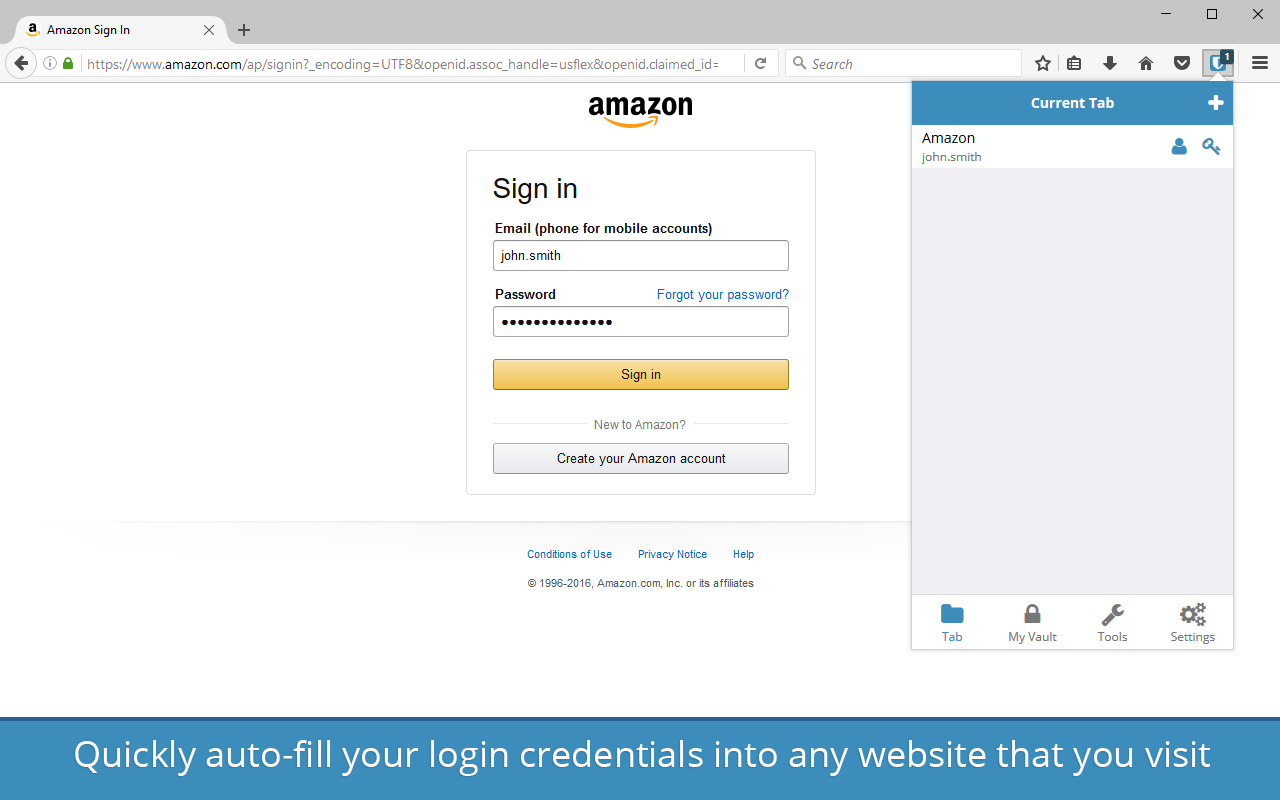 Amazon Sign In
https://www.amazon.com/ap/signin?_encoding=UTF8&openid.assoc_handle=usflex&openid.claimed_id=
Search
1
amazon
Sign in
Email (phone for mobile accounts)
john.smith
Password Forgot your password?
Sign in
New to Amazon?
Create your Amazon account
Conditions of Use Privacy Notice Help
© 1996-2016, Amazon.com, Inc. or its affiliates
Current Tab
Amazon
john.smith
Tab My Vault Tools Settings
Quickly auto-fill your login credentials into any website that you visit